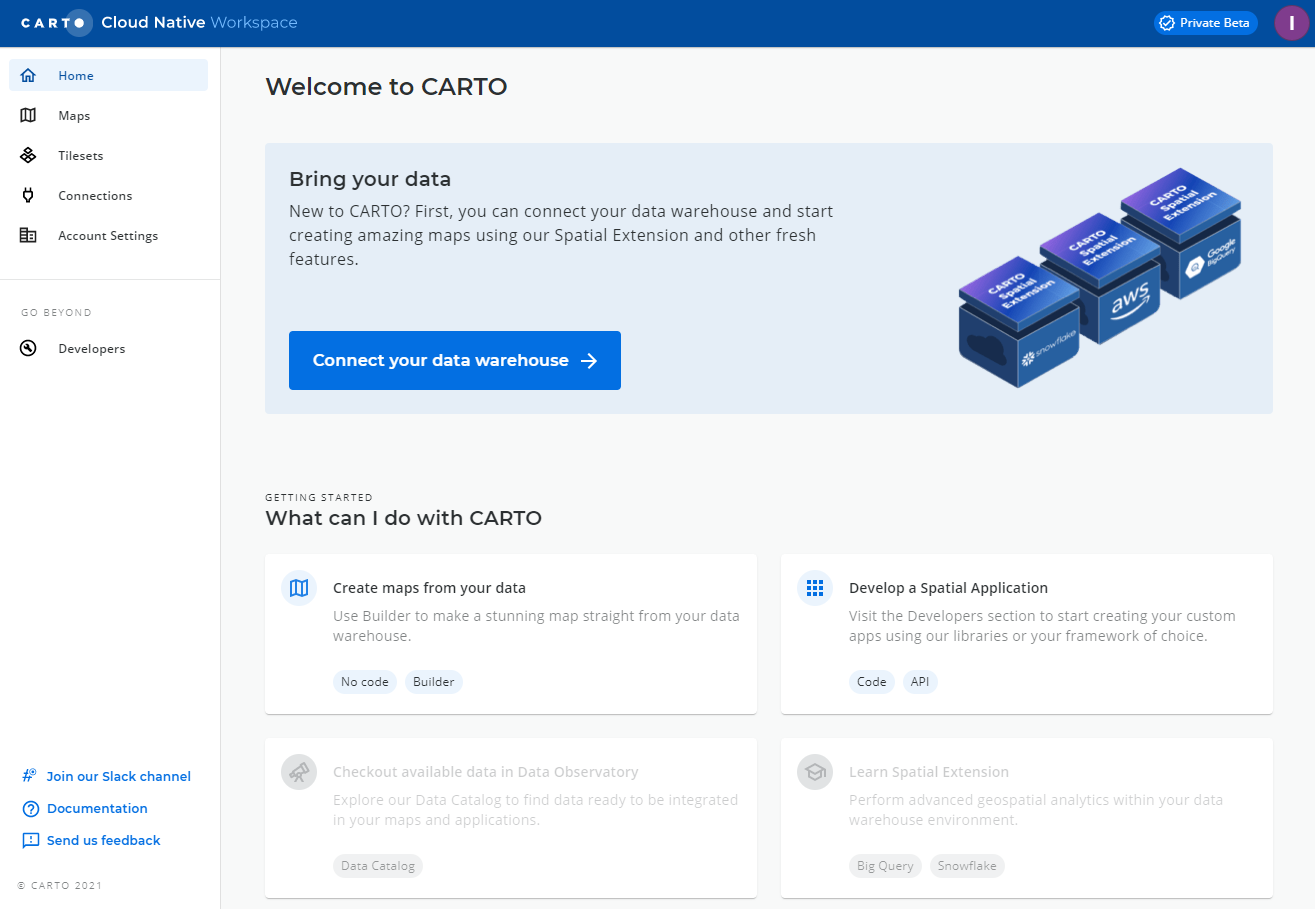 CARTO Cloud Native Workspace
Private Beta
I
Home
Maps
Tilesets
Connections
Account Settings
GO BEYOND
Developers
Join our Slack channel
Documentation
Send us feedback
© CARTO 2021
Welcome to CARTO
Bring your data
New to CARTO? First, you can connect your data warehouse and start
creating amazing maps using our Spatial Extension and other fresh
features.
Connect your data warehouse
CARTO
Spatial
Extension
Google
BigQuery
CARTO
Spatial
Extension
aws
CARTO
Spatial
Extension
snowflake
GETTING STARTED
What can I do with CARTO
Create maps from your data
Use Builder to make a stunning map straight from your data
warehouse.
No code
Builder
Develop a Spatial Application
Visit the Developers section to start creating your custom
apps using our libraries or your framework of choice.
Code
API
Checkout available data in Data Observatory
Explore our Data Catalog to find data ready to be integrated
in your maps and applications.
Data Catalog
Learn Spatial Extension
Perform advanced geospatial analytics within your data
warehouse environment.
Big Query
Snowflake